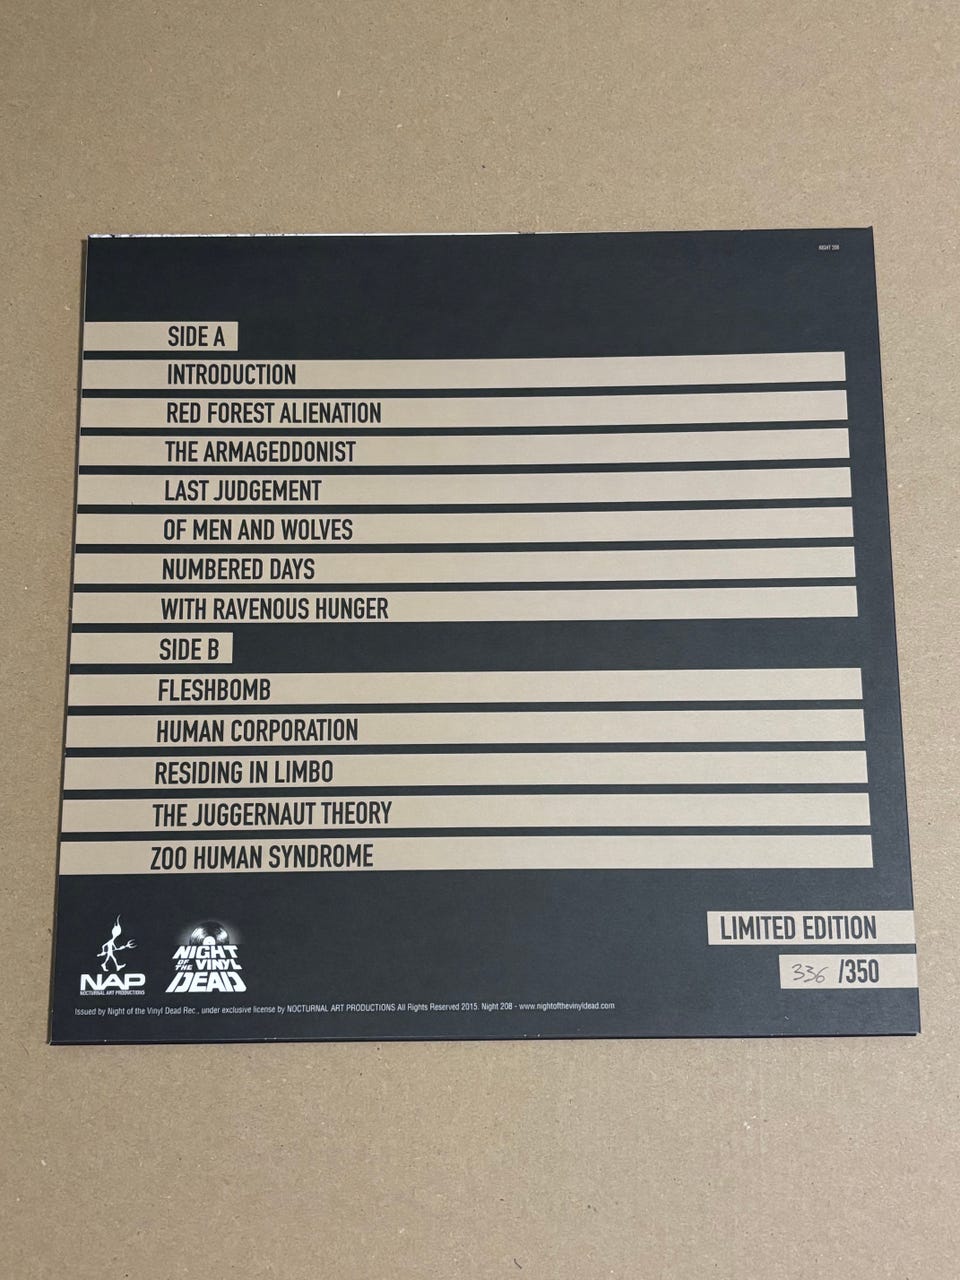 NIGHT 208
SIDE A
INTRODUCTION
RED FOREST ALIENATION
THE ARMAGEDDONIST
LAST JUDGEMENT
OF MEN AND WOLVES
NUMBERED DAYS
WITH RAVENOUS HUNGER
SIDE B
FLESHBOMB
HUMAN CORPORATION
RESIDING IN LIMBO
THE JUGGERNAUT THEORY
ZOO HUMAN SYNDROME
LIMITED EDITION
336 /350
NAP
NOCTURNAL ART PRODUCTIONS
NIGHT
OF THE VINYL
DEAD
Issued by Night of the Vinyl Dead Rec., under exclusive license by NOCTURNAL ART PRODUCTIONS All Rights Reserved 2015. Night 208 - www.nightofthevinyldead.com